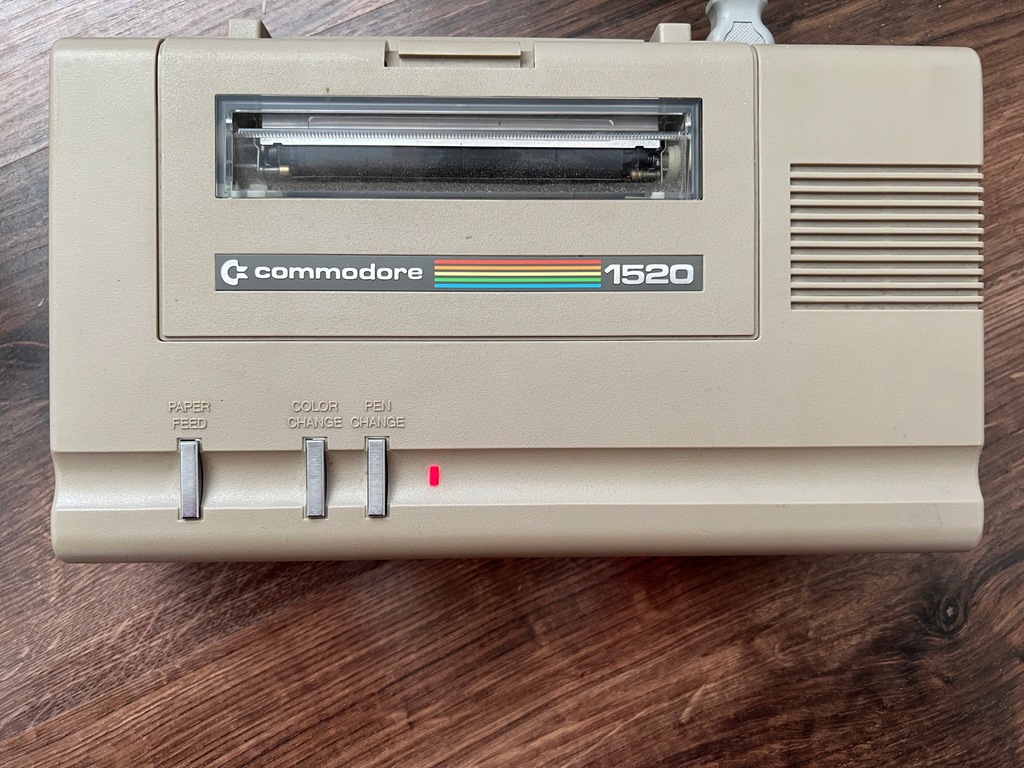 commodore 1520
PAPER FEED
COLOR CHANGE
PEN CHANGE